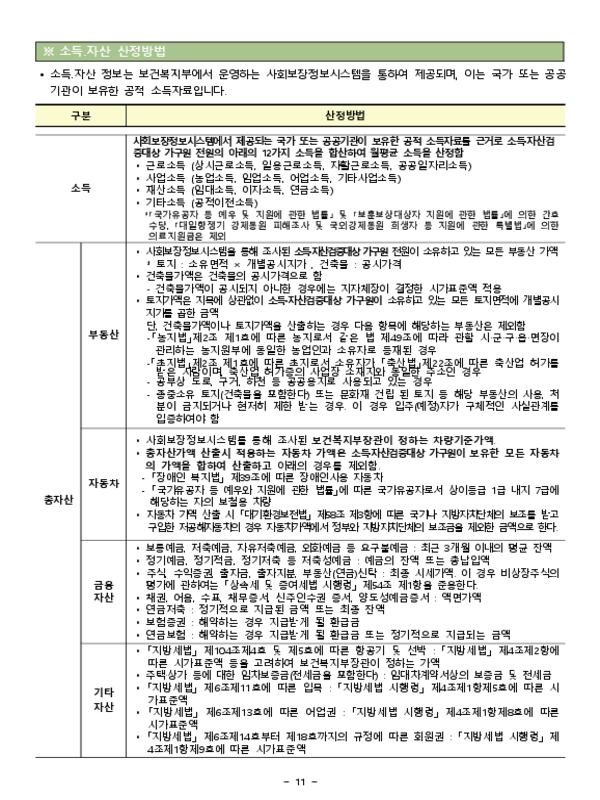 ※ 소득.자산 산정방법
• 소득.자산 정보는 보건복지부에서 운영하는 사회보장정보시스템을 통하여 제공되며, 이는 국가 또는 공공
기관이 보유한 공적 소득자료입니다.
구분
산정방법
소득
사회보장정보시스템에서 제공되는 국가 또는 공공기관이 보유한 공적 소득자료를 근거로 소득자산검
증대상 가구원 전원의 아래의 12가지 소득을 합산하여 월평균 소득을 산정함
• 근로소득 (상시근로소득, 일용근로소득, 자활근로소득, 공공일자리소득)
• 사업소득 (농업소득, 임업소득, 어업소득, 기타사업소득)
• 재산소득 (임대소득, 이자소득, 연금소득)
• 기타소득 (공적이전소득)
*「국가유공자 등 예우 및 지원에 관한 법률」 및 「보훈보상대상자 지원에 관한 법률」에 의한 간호
수당, 「대일항쟁기 강제동원 피해조사 및 국외강제동원 희생자 등 지원에 관한 특별법」에 의한
의료지원금은 제외
총자산
부동산
• 사회보장정보시스템을 통해 조사된 소득자산검증대상 가구원 전원이 소유하고 있는 모든 부동산 가액
* 토지 : 소유면적 × 개별공시지가 , 건축물 : 공시가격
• 건축물가액은 건축물의 공시가격으로 함
- 건축물가액이 공시되지 아니한 경우에는 지자체장이 결정한 시가표준액 적용
• 토지가액은 지목에 상관없이 소득·자산검증대상 가구원이 소유하고 있는 모든 토지면적에 개별공시
지가를 곱한 금액
단, 건축물가액이나 토지가액을 산출하는 경우 다음 항목에 해당하는 부동산은 제외함
-「농지법」제2조 제1호에 따른 농지로서 같은 법 제49조에 따라 관할 시·군·구·읍·면장이
관리하는 농지원부에 동일한 농업인과 소유자로 등재된 경우
-「초지법」제2조 제1호에 따른 초지로서 소유자가 「축산법」제22조에 따른 축산업 허가를
받은 사람이며 축산업 허가증의 사업장 소재지와 동일한 주소인 경우
- 공부상 도로, 구거, 하천 등 공공용지로 사용되고 있는 경우
- 종중소유 토지(건축물을 포함한다) 또는 문화재 건립 된 토지 등 해당 부동산의 사용, 처
분이 금지되거나 현저히 제한 받는 경우. 이 경우 입주(예정)자가 구체적인 사실관계를
입증하여야 함
자동차
• 사회보장정보시스템을 통해 조사된 보건복지부장관이 정하는 차량기준가액.
• 총자산가액 산출시 적용하는 자동차 가액은 소득자산검증대상 가구원이 보유한 모든 자동차
의 가액을 합하여 산출하고 아래의 경우를 제외함.
- 「장애인 복지법」 제39조에 따른 장애인사용 자동차
- 「국가유공자 등 예우와 지원에 관한 법률」에 따른 국가유공자로서 상이등급 1급 내지 7급에
해당하는 자의 보철용 차량
• 자동차 가액 산출 시 「대기환경보전법」 제58조 제3항에 따른 국가나 지방자치단체의 보조를 받고
구입한 저공해자동차의 경우 자동차가액에서 정부와 지방자치단체의 보조금을 제외한 금액으로 한다.
금융
자산
• 보통예금, 저축예금, 자유저축예금, 외화예금 등 요구불예금 : 최근 3개월 이내의 평균 잔액
• 정기예금, 정기적금, 정기저축 등 저축성예금 : 예금의 잔액 또는 총납입액
• 주식, 수익증권, 출자금, 출자지분, 부동산(연금)신탁 : 최종 시세가액. 이 경우 비상장주식의
평가에 관하여는 「상속세 및 증여세법 시행령」 제54조 제1항을 준용한다.
• 채권, 어음, 수표, 채무증서, 신주인수권 증서, 양도성예금증서 : 액면가액
• 연금저축 : 정기적으로 지급된 금액 또는 최종 잔액
• 보험증권 : 해약하는 경우 지급받게 될 환급금
• 연금보험 : 해약하는 경우 지급받게 될 환급금 또는 정기적으로 지급되는 금액
기타
자산
• 「지방세법」 제104조제4호 및 제5호에 따른 항공기 및 선박 : 「지방세법」 제4조제2항에
따른 시가표준액 등을 고려하여 보건복지부장관이 정하는 가액
• 주택상가 등에 대한 임차보증금(전세금을 포함한다) : 임대차계약서상의 보증금 및 전세금
• 「지방세법」 제6조제11호에 따른 입목 : 「지방세법 시행령」 제4조제1항제5호에 따른 시
가표준액
• 「지방세법」 제6조제13호에 따른 어업권 : 「지방세법 시행령」 제4조제1항제8호에 따른
시가표준액
• 「지방세법」 제6조제14호부터 제18호까지의 규정에 따른 회원권 : 「지방세법 시행령」 제
4조제1항제9호에 따른 시가표준액
- 11 -